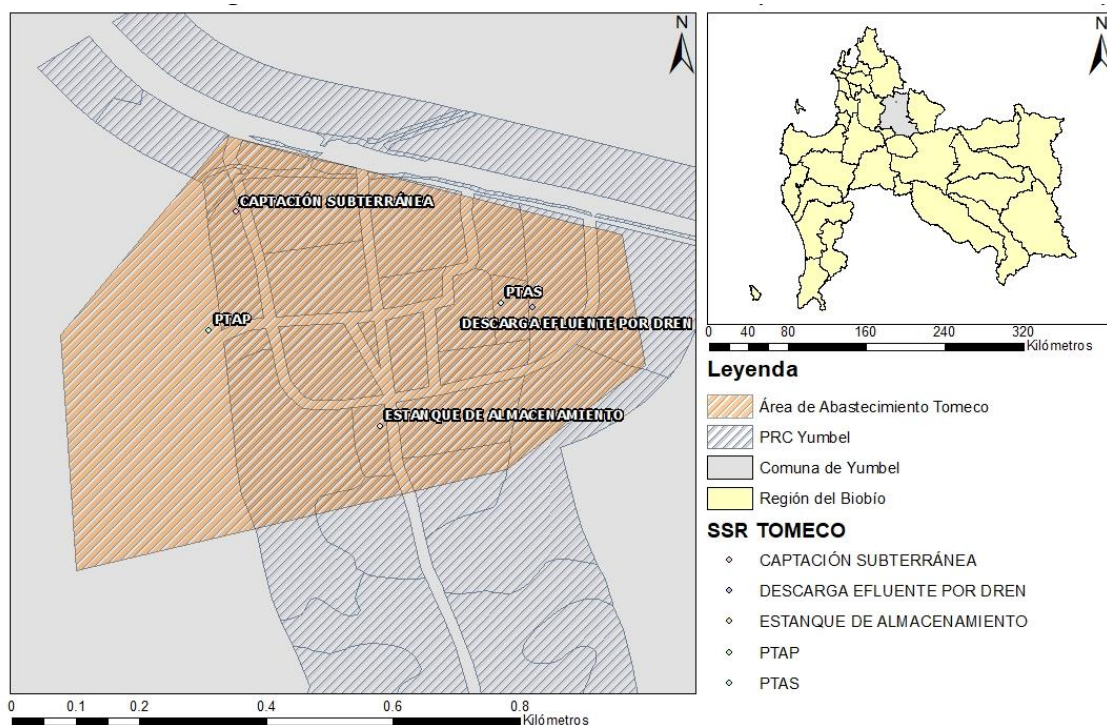 N
CAPTACIÓN SUBTERRÁNEA
PTAS
DESCARGA EFLUENTE POR DREN
PTAP
ESTANQUE DE ALMACENAMIENTO
0 0.1 0.2 0.4 0.6 0.8
Kilómetros
N
0 40 80 160 240 320
Kilómetros
Leyenda
Área de Abastecimiento Tomeco
PRC Yumbel
Comuna de Yumbel
Región del Biobío
SSR TOMECO
CAPTACIÓN SUBTERRÁNEA
DESCARGA EFLUENTE POR DREN
ESTANQUE DE ALMACENAMIENTO
PTAP
PTAS